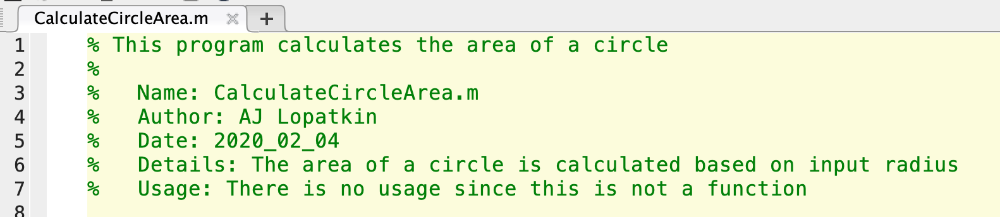 CalculateCircleArea.m
1 % This program calculates the area of a circle
2 %
3 %   Name: CalculateCircleArea.m
4 %   Author: AJ Lopatkin
5 %   Date: 2020_02_04
6 %   Details: The area of a circle is calculated based on input radius
7 %   Usage: There is no usage since this is not a function
8